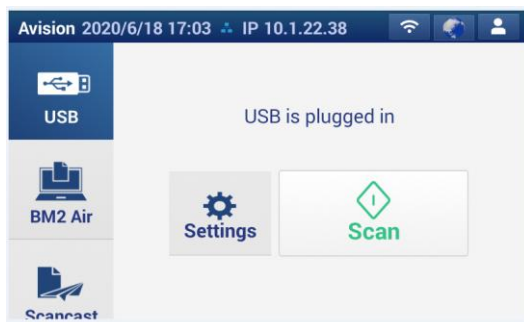 Avision 2020/6/18 17:03 IP 10.1.22.38
USB
USB is plugged in
BM2 Air
Settings
Scan
Scancast